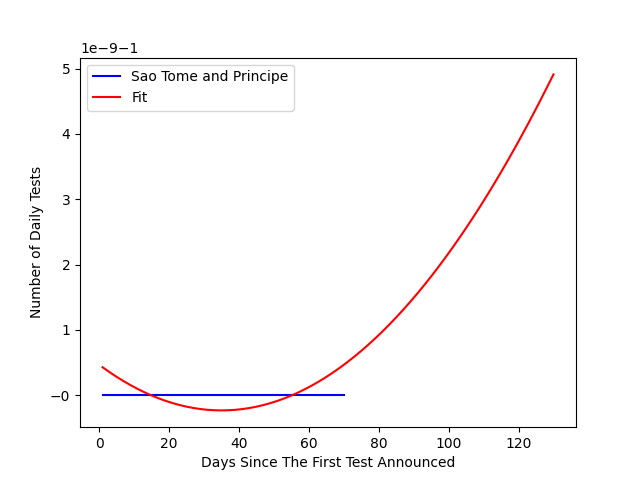 1e−9−1
5
4
3
2
1
−0
0 20 40 60 80 100 120
Number of Daily Tests
Days Since The First Test Announced
Sao Tome and Principe
Fit